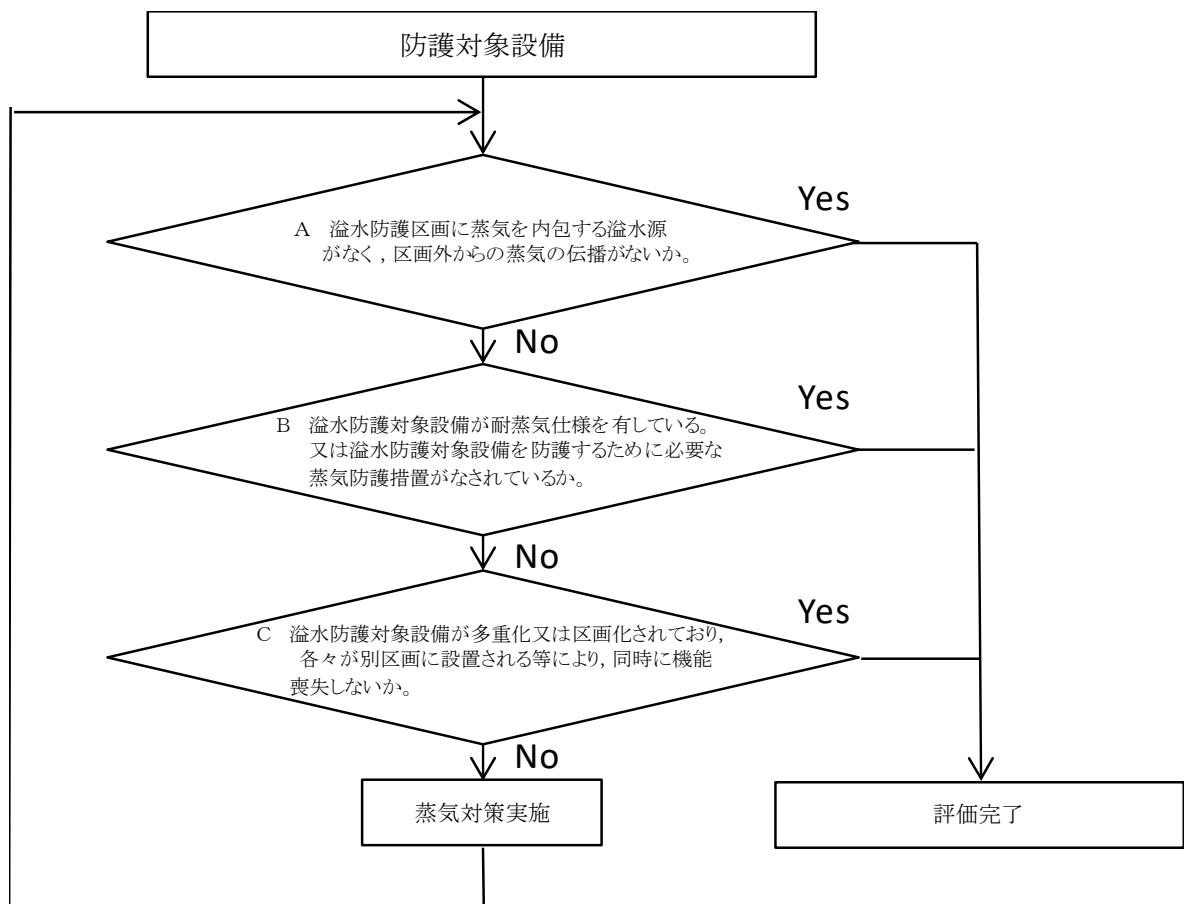 防護対象設備
Yes
A 溢水防護区画に蒸気を内包する溢水源
がなく，区画外からの蒸気の伝播がないか。
No
Yes
B 溢水防護対象設備が耐蒸気仕様を有している。
又は溢水防護対象設備を防護するために必要な
蒸気防護措置がなされているか。
No
Yes
C 溢水防護対象設備が多重化又は区画化されており，
各々が別区画に設置される等により，同時に機能
喪失しないか。
No
蒸気対策実施
評価完了